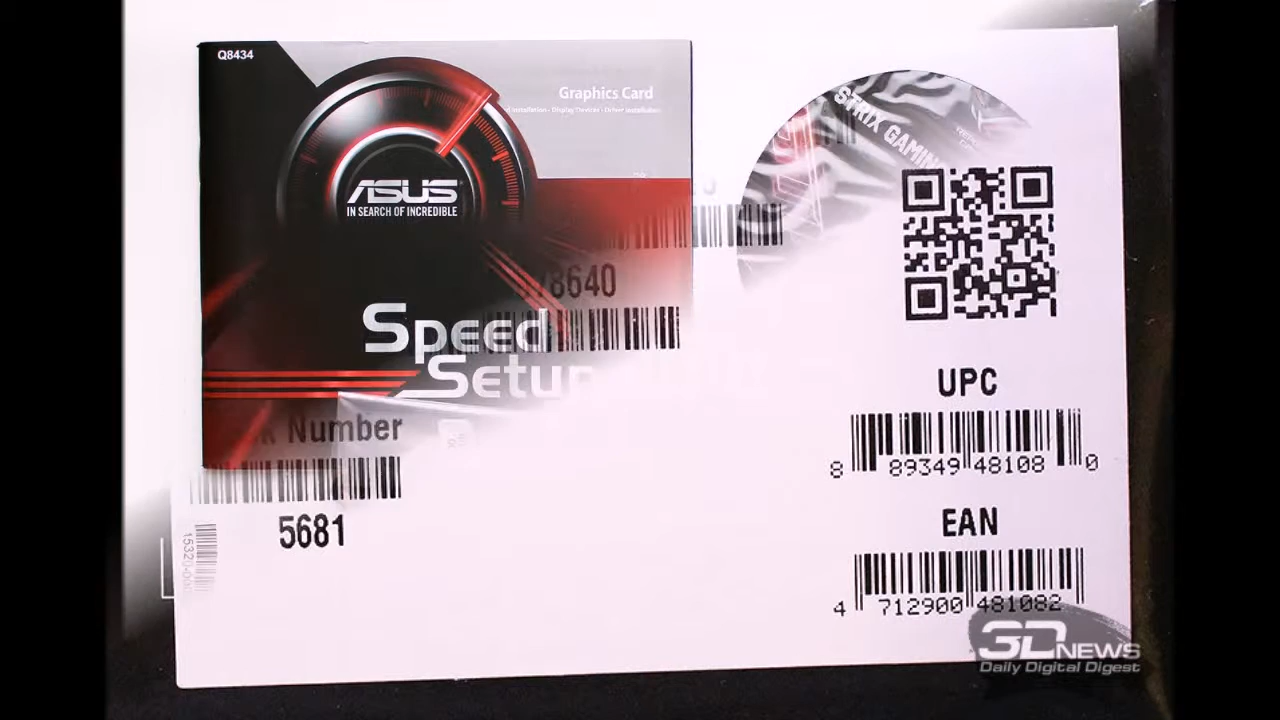 Q8434
Graphics Card
ASUS
IN SEARCH OF INCREDIBLE
Speed
Setup
STRIX GAMING
8640
Number
5681
UPC
8 89349 48108 0
EAN
4 712900 481082
3DNEWS
Daily Digital Digest